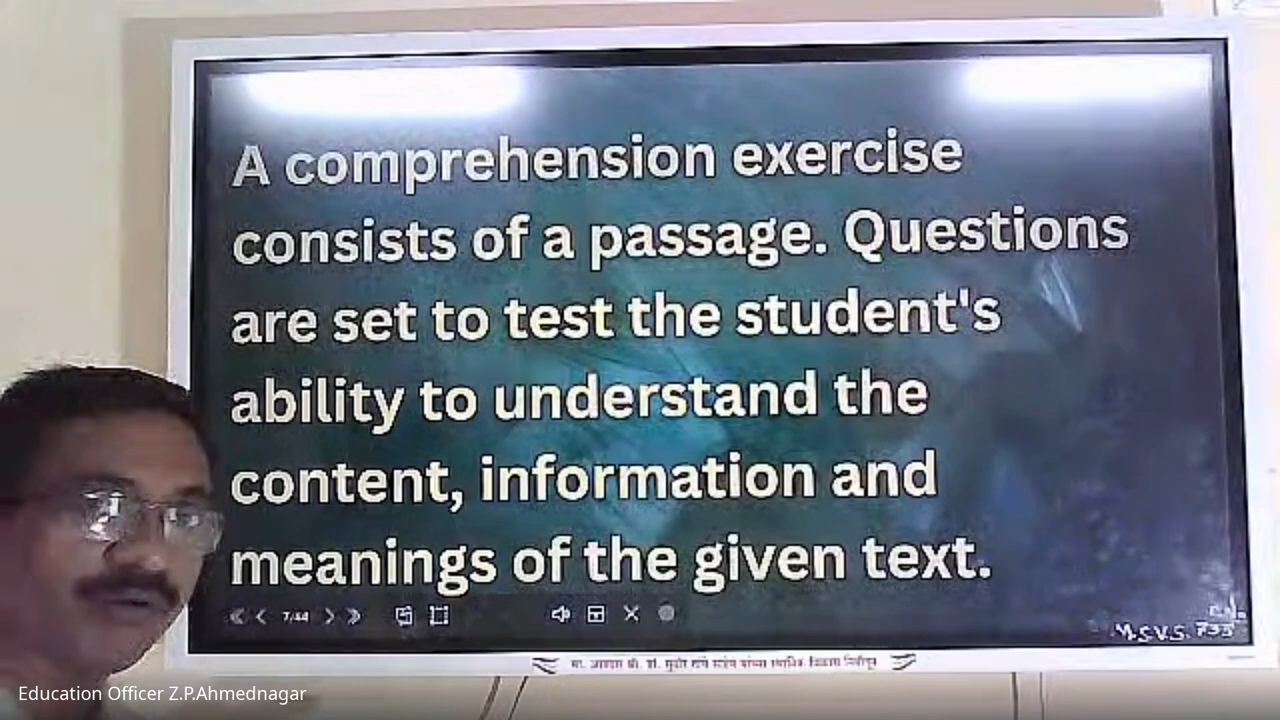 A comprehension exercise
consists of a passage. Questions
are set to test the student's
ability to understand the
content, information and
meanings of the given text.
7/44
M.S.V.S. 733
Education Officer Z.P.Ahmednagar